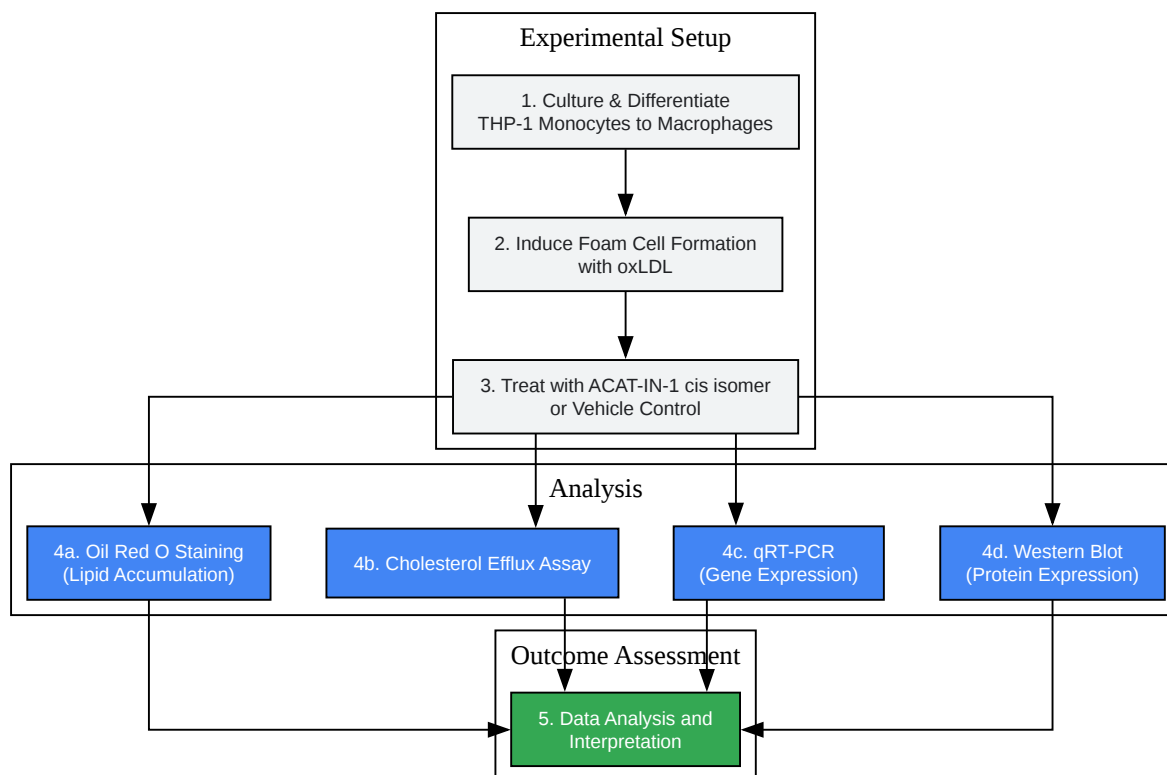 Experimental Setup
1. Culture & Differentiate
THP-1 Monocytes to Macrophages
2. Induce Foam Cell Formation
with oxLDL
3. Treat with ACAT-IN-1 cis isomer
or Vehicle Control
Analysis
4a. Oil Red O Staining
(Lipid Accumulation)
4b. Cholesterol Efflux Assay
4c. qRT-PCR
(Gene Expression)
4d. Western Blot
(Protein Expression)
Outcome Assessment
5. Data Analysis and
Interpretation